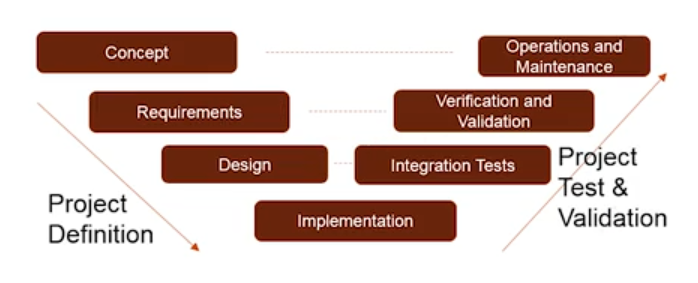 Concept
Operations and
Maintenance
Requirements
Verification and
Validation
Design
Integration Tests
Implementation
Project
Definition
Project
Test &
Validation